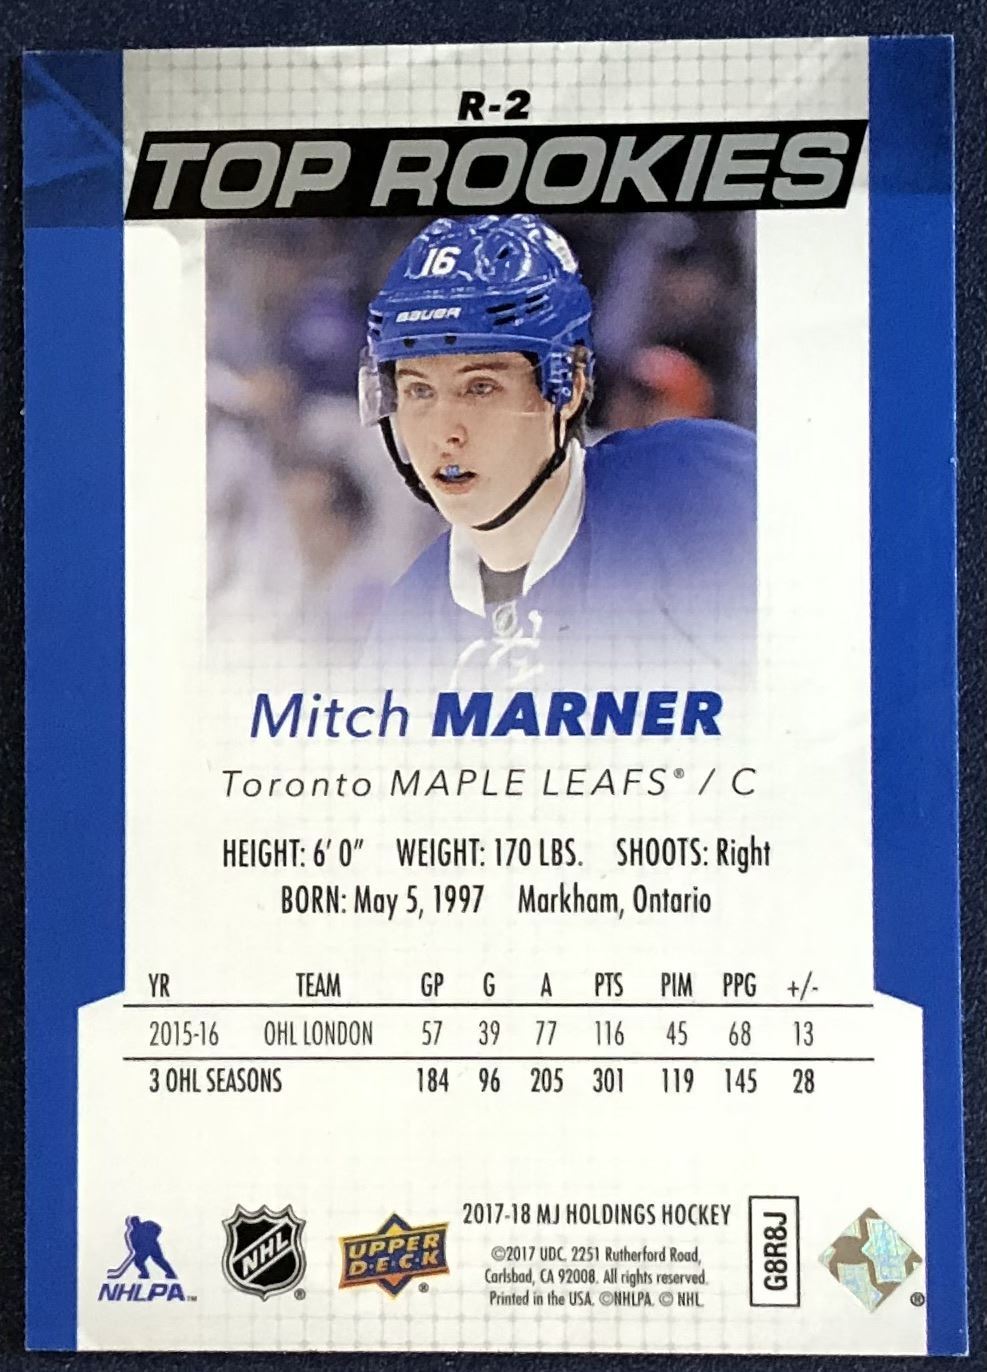 R-2
TOP ROOKIES
16
BAUER
Mitch MARNER
Toronto MAPLE LEAFS® / C
HEIGHT: 6' 0" WEIGHT: 170 LBS. SHOOTS: Right
BORN: May 5, 1997 Markham, Ontario
YR TEAM GP G A PTS PIM PPG +/-
2015-16 OHL LONDON 57 39 77 116 45 68 13
3 OHL SEASONS 184 96 205 301 119 145 28
NHLPA™
NHL®
UPPER
D·E·C·K®
2017-18 MJ HOLDINGS HOCKEY
©2017 UDC. 2251 Rutherford Road,
Carlsbad, CA 92008. All rights reserved.
Printed in the USA. ©NHLPA. © NHL
G8R8J
®